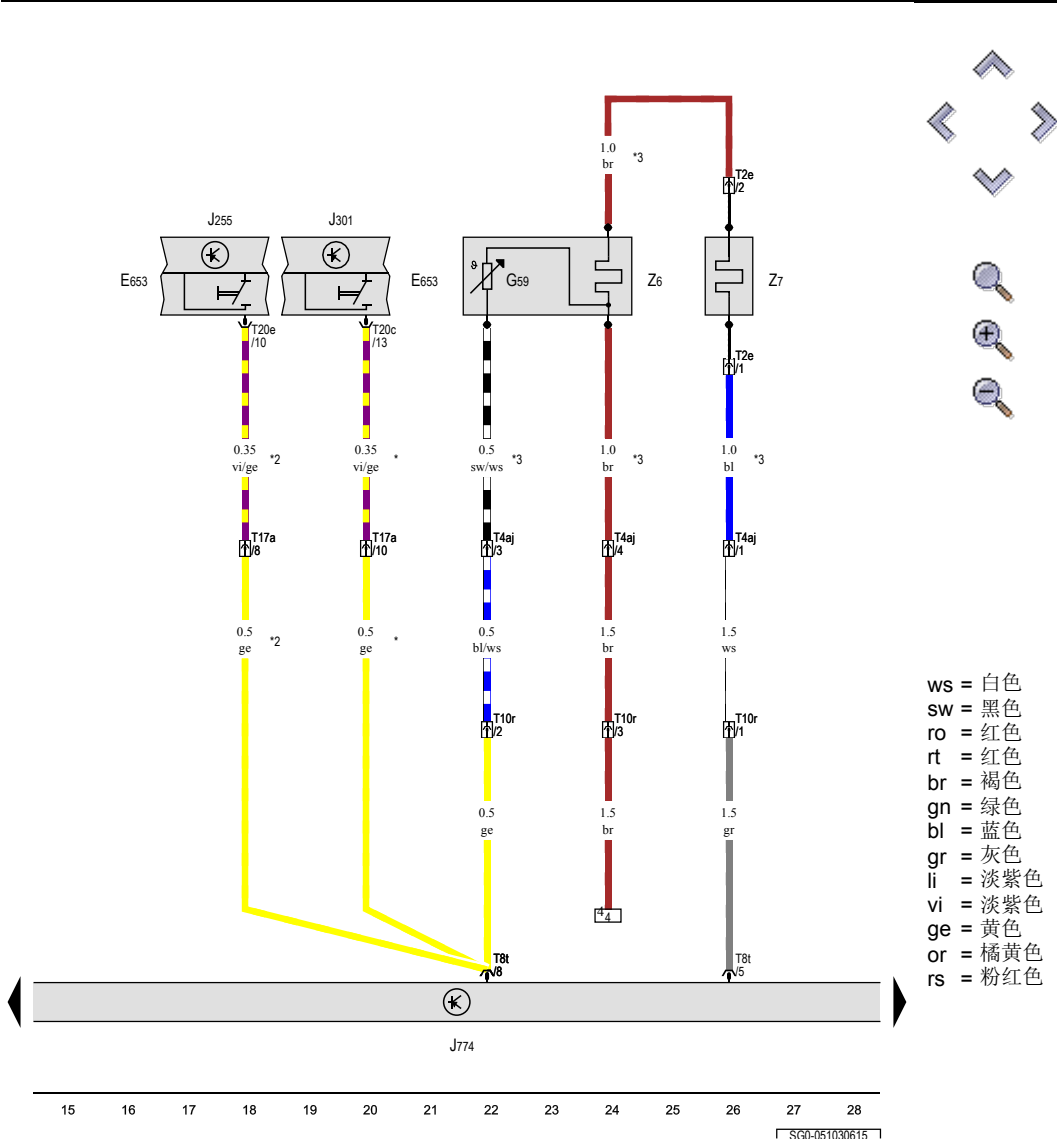 1.0
br
*3
T2e
/2
J255
J301
E653
E653
ϑ
G59
Z6
Z7
T20e
/10
T20c
/13
T2e
/1
0.35
vi/ge
*2
0.35
vi/ge
*
0.5
sw/ws
*3
1.0
br
*3
1.0
bl
*3
T17a
/8
T17a
/10
T4aj
/3
T4aj
/4
T4aj
/1
0.5
ge
*2
0.5
ge
*
0.5
bl/ws
1.5
br
1.5
ws
T10r
/2
T10r
/3
T10r
/1
0.5
ge
1.5
br
1.5
gr
44
T8t
/8
T8t
/5
J774
15 16 17 18 19 20 21 22 23 24 25 26 27 28
SG0-051030615
ws = 白色
sw = 黑色
ro = 红色
rt = 红色
br = 褐色
gn = 绿色
bl = 蓝色
gr = 灰色
li = 淡紫色
vi = 淡紫色
ge = 黄色
or = 橘黄色
rs = 粉红色